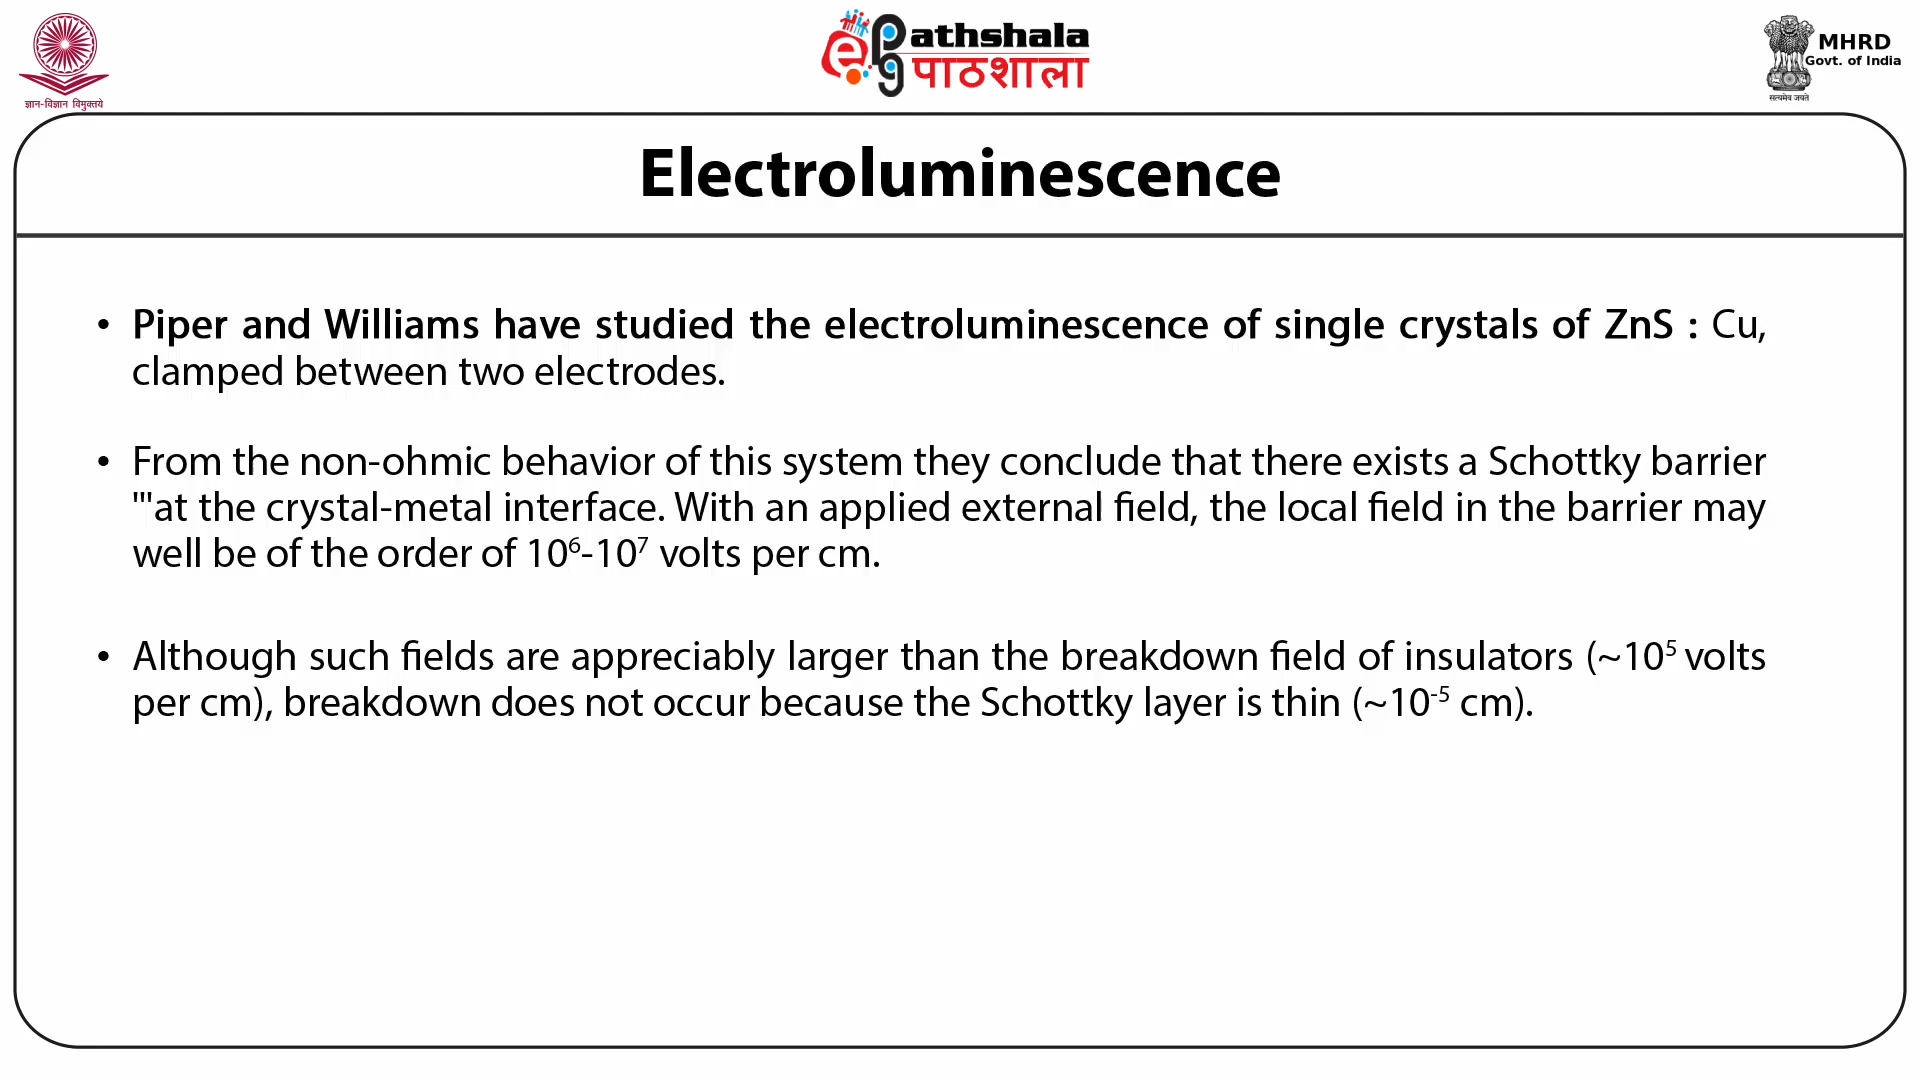 ज्ञान-विज्ञान विमुक्तये
ePg
athshala
पाठशाला
MHRD
Govt. of India
सत्यमेव जयते
Electroluminescence
• Piper and Williams have studied the electroluminescence of single crystals of ZnS : Cu,
clamped between two electrodes.
• From the non-ohmic behavior of this system they conclude that there exists a Schottky barrier
"'at the crystal-metal interface. With an applied external field, the local field in the barrier may
well be of the order of 10⁶-10⁷ volts per cm.
• Although such fields are appreciably larger than the breakdown field of insulators (~10⁵ volts
per cm), breakdown does not occur because the Schottky layer is thin (~10⁻⁵ cm).